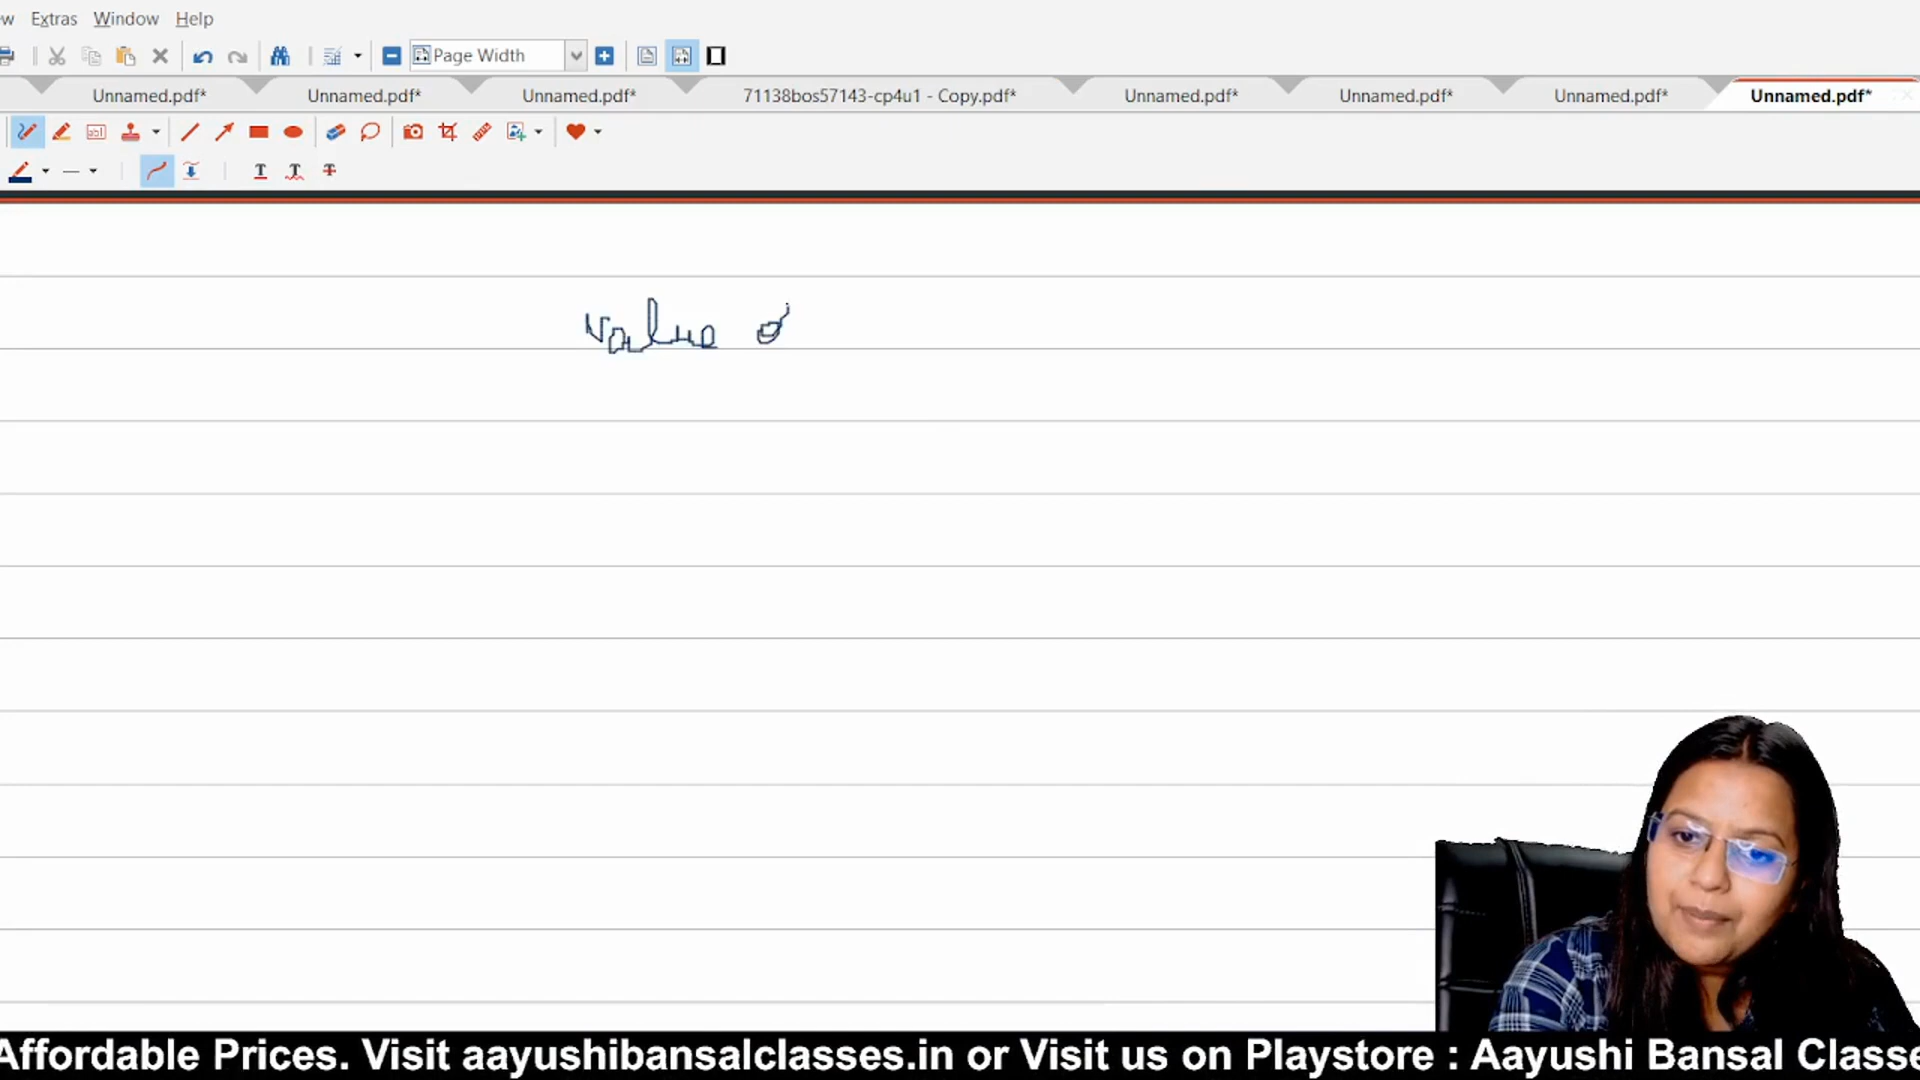 Extras Window Help
Page Width
Unnamed.pdf* Unnamed.pdf* Unnamed.pdf* 71138bos57143-cp4u1 - Copy.pdf* Unnamed.pdf* Unnamed.pdf* Unnamed.pdf* Unnamed.pdf*
value o
Affordable Prices. Visit aayushibansalclasses.in or Visit us on Playstore : Aayushi Bansal Classe